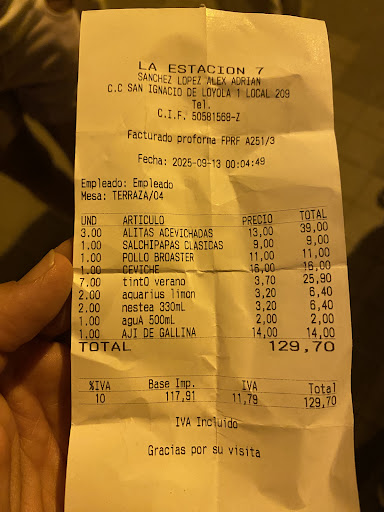 LA ESTACION 7
SANCHEZ LOPEZ ALEX ADRIAN
C.C SAN IGNACIO DE LOYOLA 1 LOCAL 209
Tel.
C.I.F. 50581568-Z
Facturado proforma FPRF A251/3
Fecha: 2025-09-13 00:04:49
Empleado: Empleado
Mesa: TERRAZA/04
UND ARTICULO PRECIO TOTAL
3.00 ALITAS ACEVICHADAS 13,00 39,00
1.00 SALCHIPAPAS CLASICAS 9,00 9,00
1.00 POLLO BROASTER 11,00 11,00
1.00 CEVICHE 16,00 16,00
7.00 tintO verano 3,70 25,90
2.00 aquarius limon 3,20 6,40
2.00 nestea 330mL 3,20 6,40
1.00 aguA 500mL 2,00 2,00
1.00 AJI DE GALLINA 14,00 14,00
TOTAL 129,70
%IVA Base Imp. IVA Total
10 117,91 11,79 129,70
IVA Incluido
Gracias por su visita